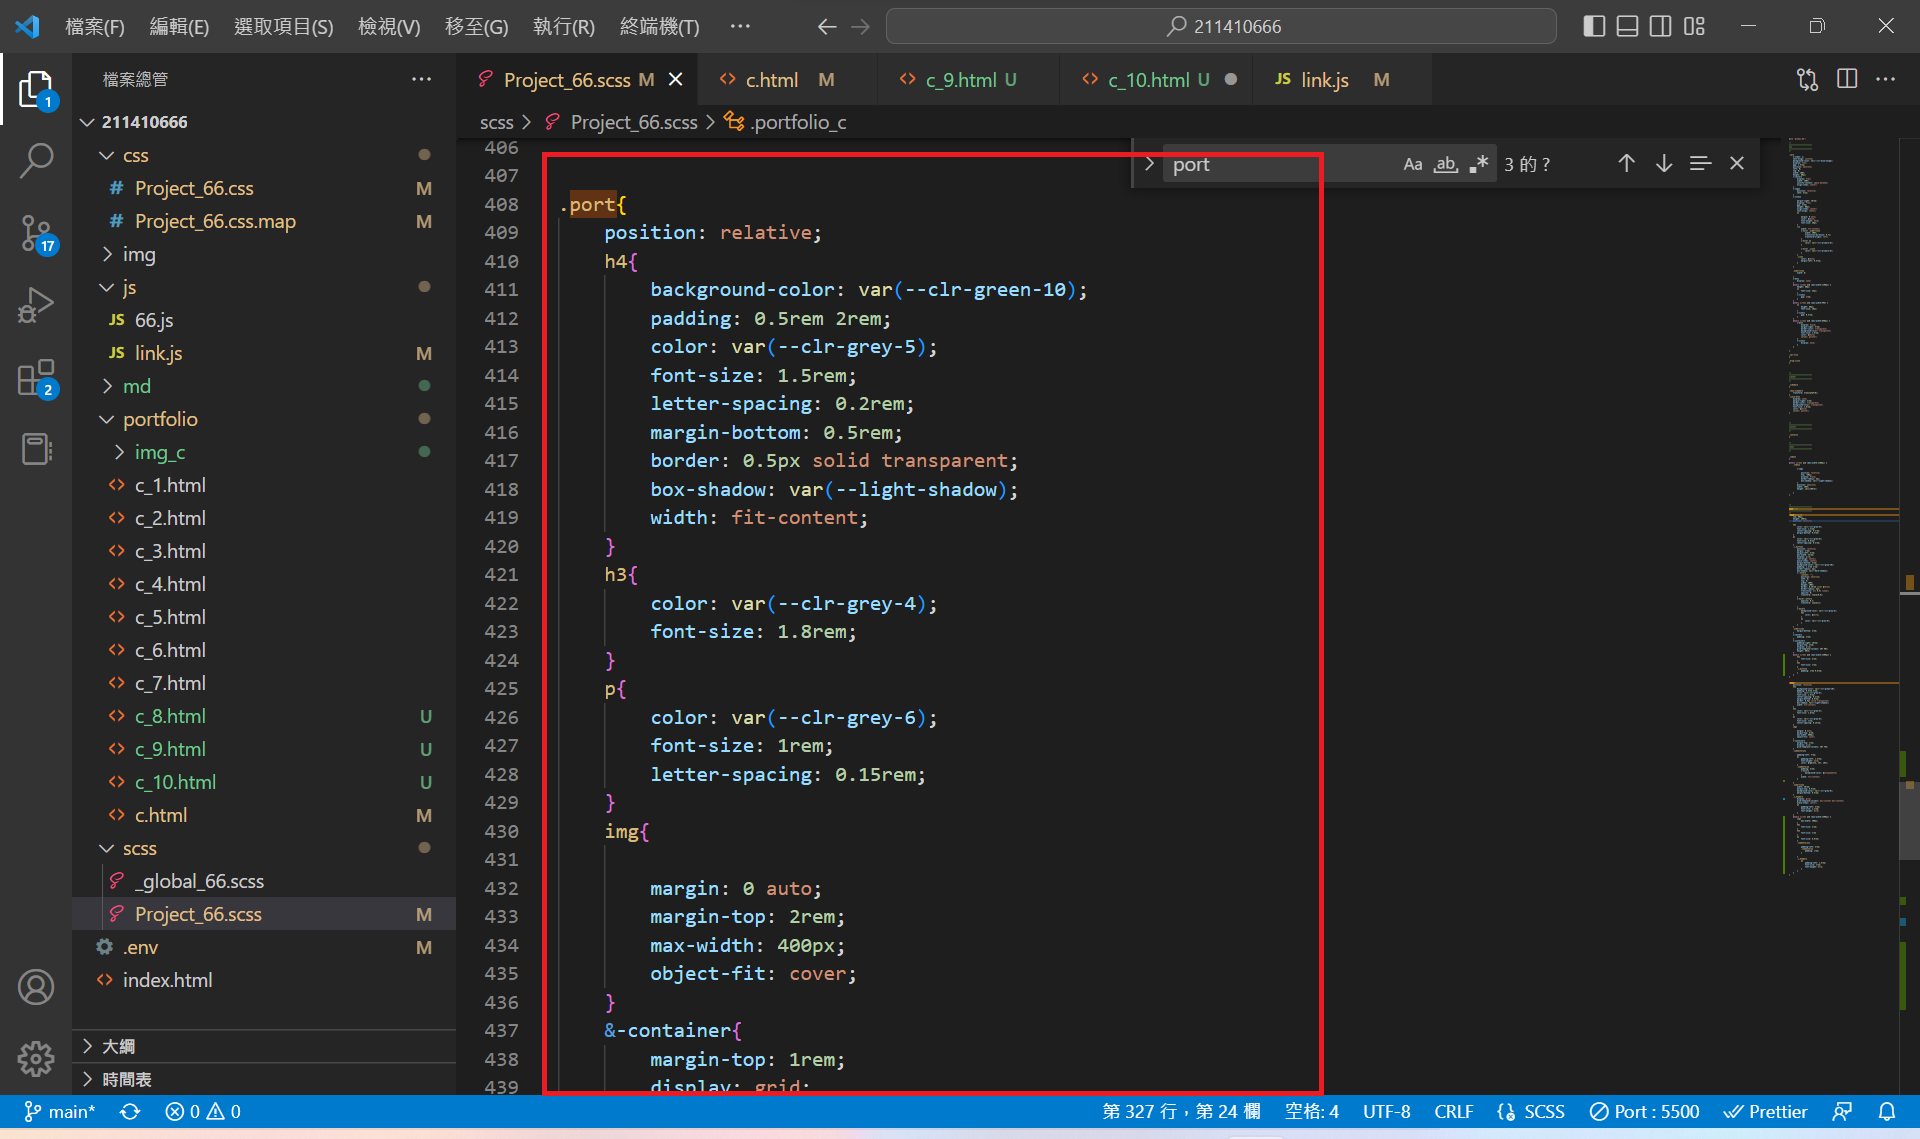 檔案(F) 編輯(E) 選取項目(S) 檢視(V) 移至(G) 執行(R) 終端機(T) ··· 211410666
檔案總管 ···
211410666
css
# Project_66.css M
# Project_66.css.map M
img
js
JS 66.js
JS link.js M
md
portfolio
img_c
<> c_1.html
<> c_2.html
<> c_3.html
<> c_4.html
<> c_5.html
<> c_6.html
<> c_7.html
<> c_8.html U
<> c_9.html U
<> c_10.html U
<> c.html M
scss
_global_66.scss
Project_66.scss M
.env M
<> index.html
大綱
時間表
1
17
2
Project_66.scss M <> c.html M <> c_9.html U <> c_10.html U JS link.js M
scss > Project_66.scss > .portfolio_c
port Aa ab 3 的 ?
406
407
408 .port{
409 position: relative;
410 h4{
411 background-color: var(--clr-green-10);
412 padding: 0.5rem 2rem;
413 color: var(--clr-grey-5);
414 font-size: 1.5rem;
415 letter-spacing: 0.2rem;
416 margin-bottom: 0.5rem;
417 border: 0.5px solid transparent;
418 box-shadow: var(--light-shadow);
419 width: fit-content;
420 }
421 h3{
422 color: var(--clr-grey-4);
423 font-size: 1.8rem;
424 }
425 p{
426 color: var(--clr-grey-6);
427 font-size: 1rem;
428 letter-spacing: 0.15rem;
429 }
430 img{
431
432 margin: 0 auto;
433 margin-top: 2rem;
434 max-width: 400px;
435 object-fit: cover;
436 }
437 &-container{
438 margin-top: 1rem;
439 display: grid;
main* 0 0 第 327 行，第 24 欄 空格: 4 UTF-8 CRLF SCSS Port : 5500 Prettier